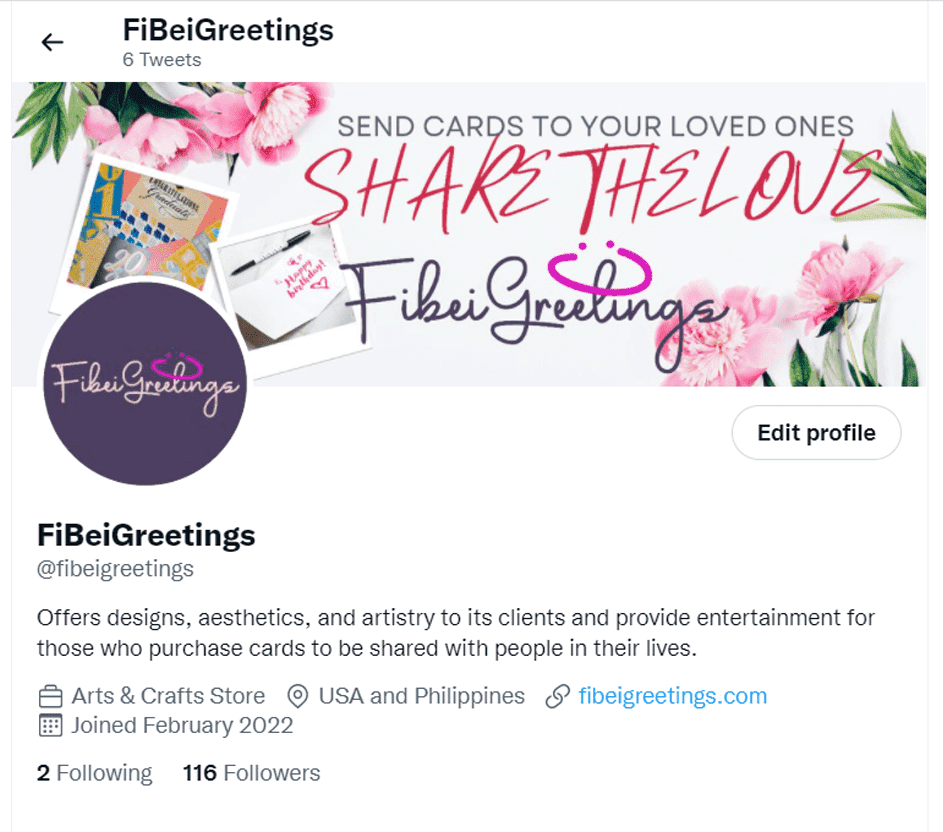 FiBeiGreetings
6 Tweets
SEND CARDS TO YOUR LOVED ONES
SHARE THE LOVE
CONGRATULATIONS
Graduate
20
Happy
birthday!
FibeiGreetings
FibeiGreetings
Edit profile
FiBeiGreetings
@fibeigreetings
Offers designs, aesthetics, and artistry to its clients and provide entertainment for
those who purchase cards to be shared with people in their lives.
Arts & Crafts Store USA and Philippines fibeigreetings.com
Joined February 2022
2 Following 116 Followers